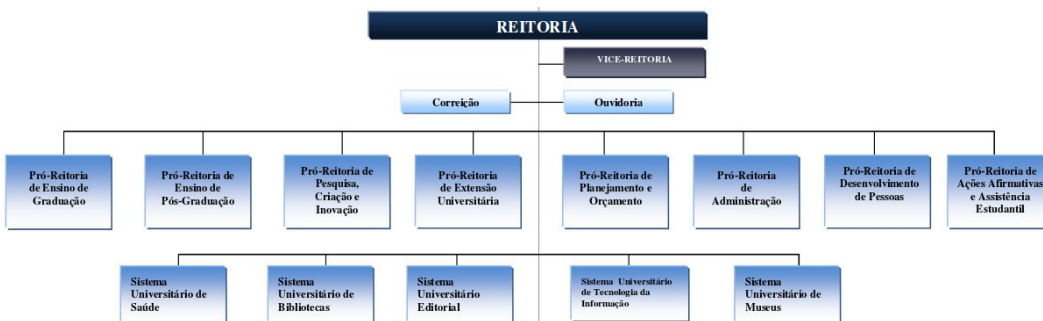 REITORIA
VICE-REITORIA
Correição
Ouvidoria
Pró-Reitoria
de Ensino de
Graduação
Pró-Reitoria de
Ensino de
Pós-Graduação
Pró-Reitoria de
Pesquisa,
Criação e
Inovação
Pró-Reitoria
de Extensão
Universitária
Pró-Reitoria
de Planejamento e
Orçamento
Pró-Reitoria
de
Administração
Pró-Reitoria de
Desenvolvimento
de Pessoas
Pró-Reitoria de
Ações Afirmativas
e Assistência
Estudantil
Sistema
Universitário de
Saúde
Sistema
Universitário de
Bibliotecas
Sistema
Universitário
Editorial
Sistema Universitário
de Tecnologia da
Informação
Sistema
Universitário de
Museus